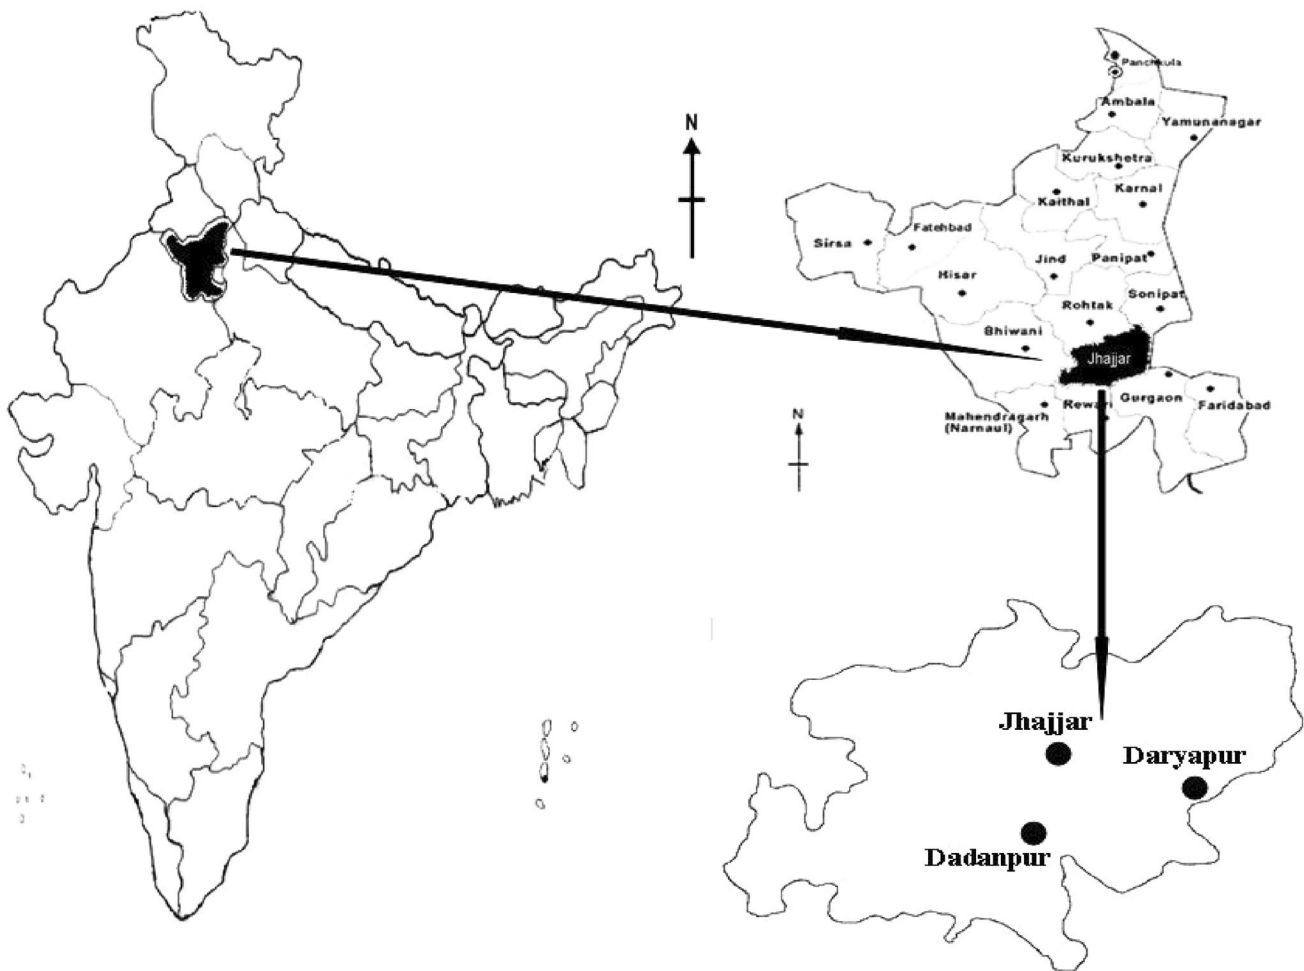 N
Panchkula
Ambala
Yamunanagar
Kurukshetra
Karnal
Kaithal
Fatehbad
Sirsa
Jind
Panipat
Hisar
Sonipat
Rohtak
Bhiwani
Jhajjar
Rewari
Gurgaon
Faridabad
Mahendragarh
(Narnaul)
N
Jhajjar
Daryapur
Dadanpur